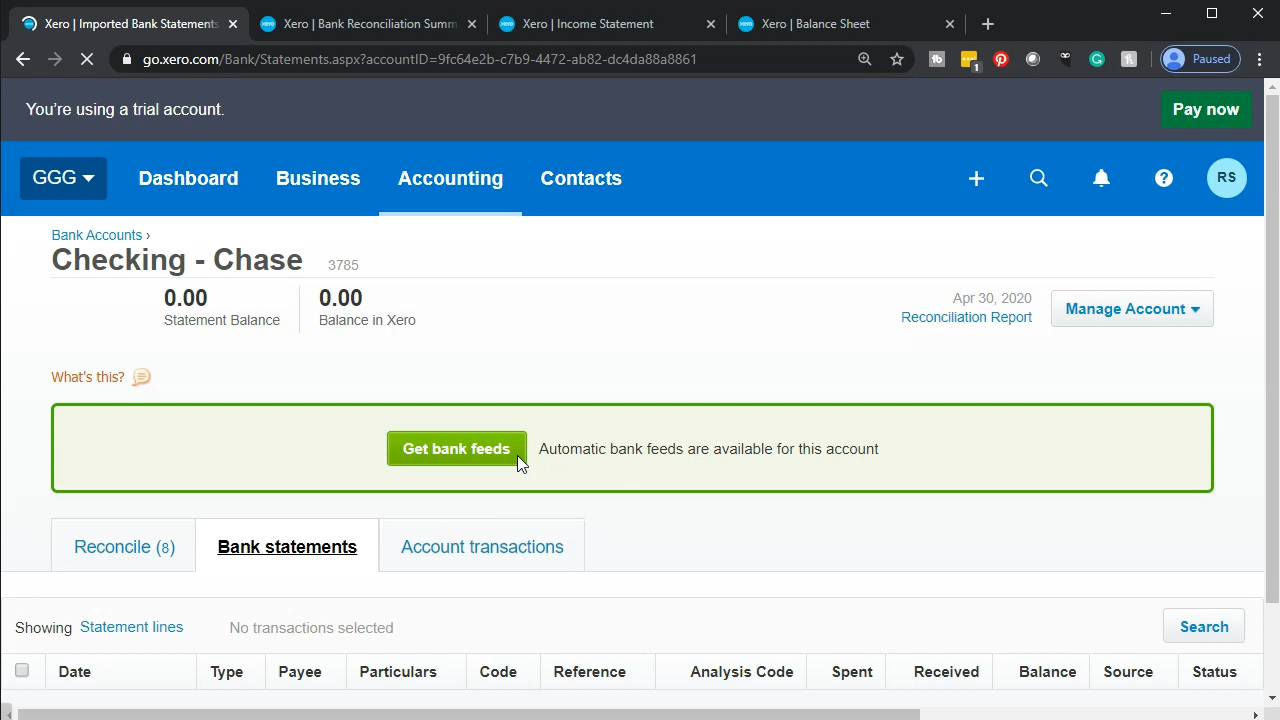 Xero | Imported Bank Statements
Xero | Bank Reconciliation Summ
Xero | Income Statement
Xero | Balance Sheet
go.xero.com/Bank/Statements.aspx?accountID=9fc64e2b-c7b9-4472-ab82-dc4da88a8861
1
Paused
You're using a trial account.
Pay now
GGG
Dashboard
Business
Accounting
Contacts
RS
Bank Accounts ›
Checking - Chase 3785
0.00
Statement Balance
0.00
Balance in Xero
Apr 30, 2020
Reconciliation Report
Manage Account
What's this?
Get bank feeds
Automatic bank feeds are available for this account
Reconcile (8)
Bank statements
Account transactions
Showing Statement lines
No transactions selected
Search
Date Type Payee Particulars Code Reference Analysis Code Spent Received Balance Source Status